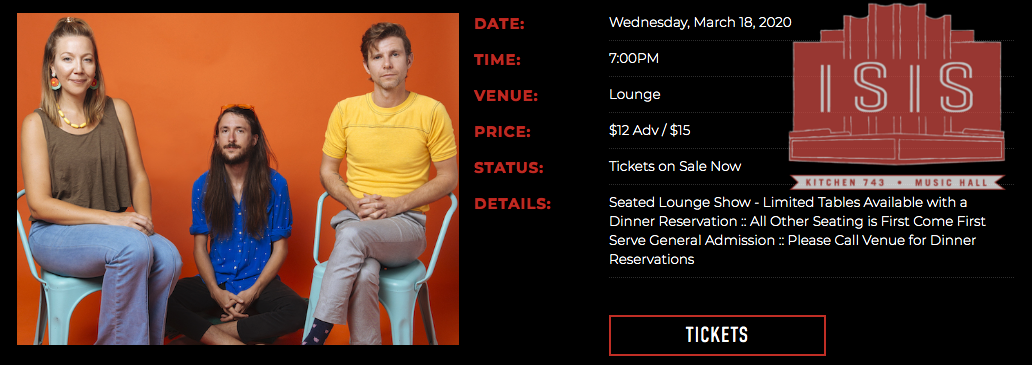 DATE:
Wednesday, March 18, 2020
TIME:
7:00PM
VENUE:
Lounge
PRICE:
$12 Adv / $15
STATUS:
Tickets on Sale Now
DETAILS:
Seated Lounge Show - Limited Tables Available with a
Dinner Reservation :: All Other Seating is First Come First
Serve General Admission :: Please Call Venue for Dinner
Reservations
TICKETS
ISIS
KITCHEN 743 • MUSIC HALL